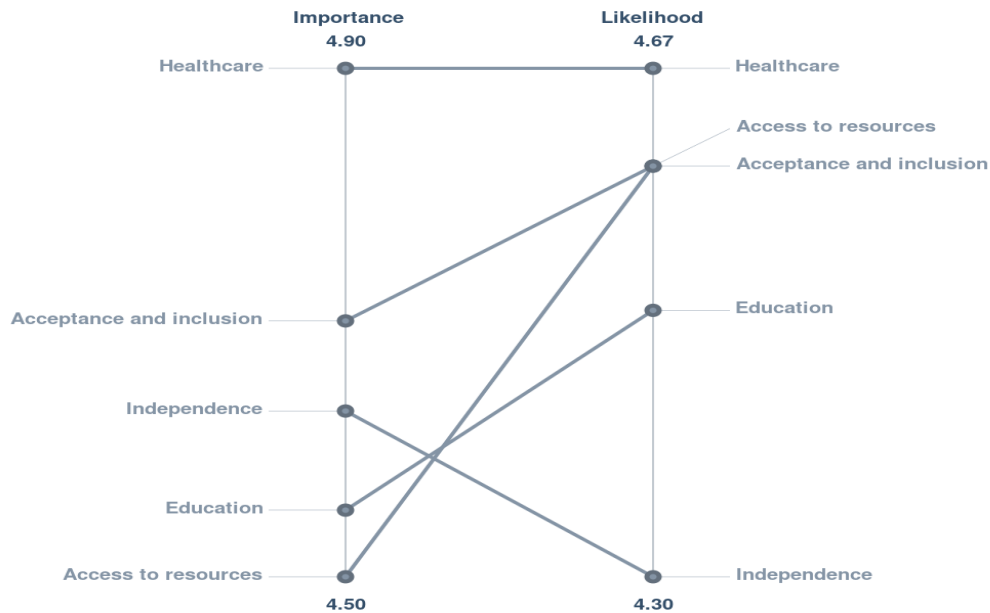 Importance Likelihood
4.90 4.67
Healthcare Healthcare
Access to resources
Acceptance and inclusion
Education
Acceptance and inclusion
Independence
Education
Access to resources Independence
4.50 4.30